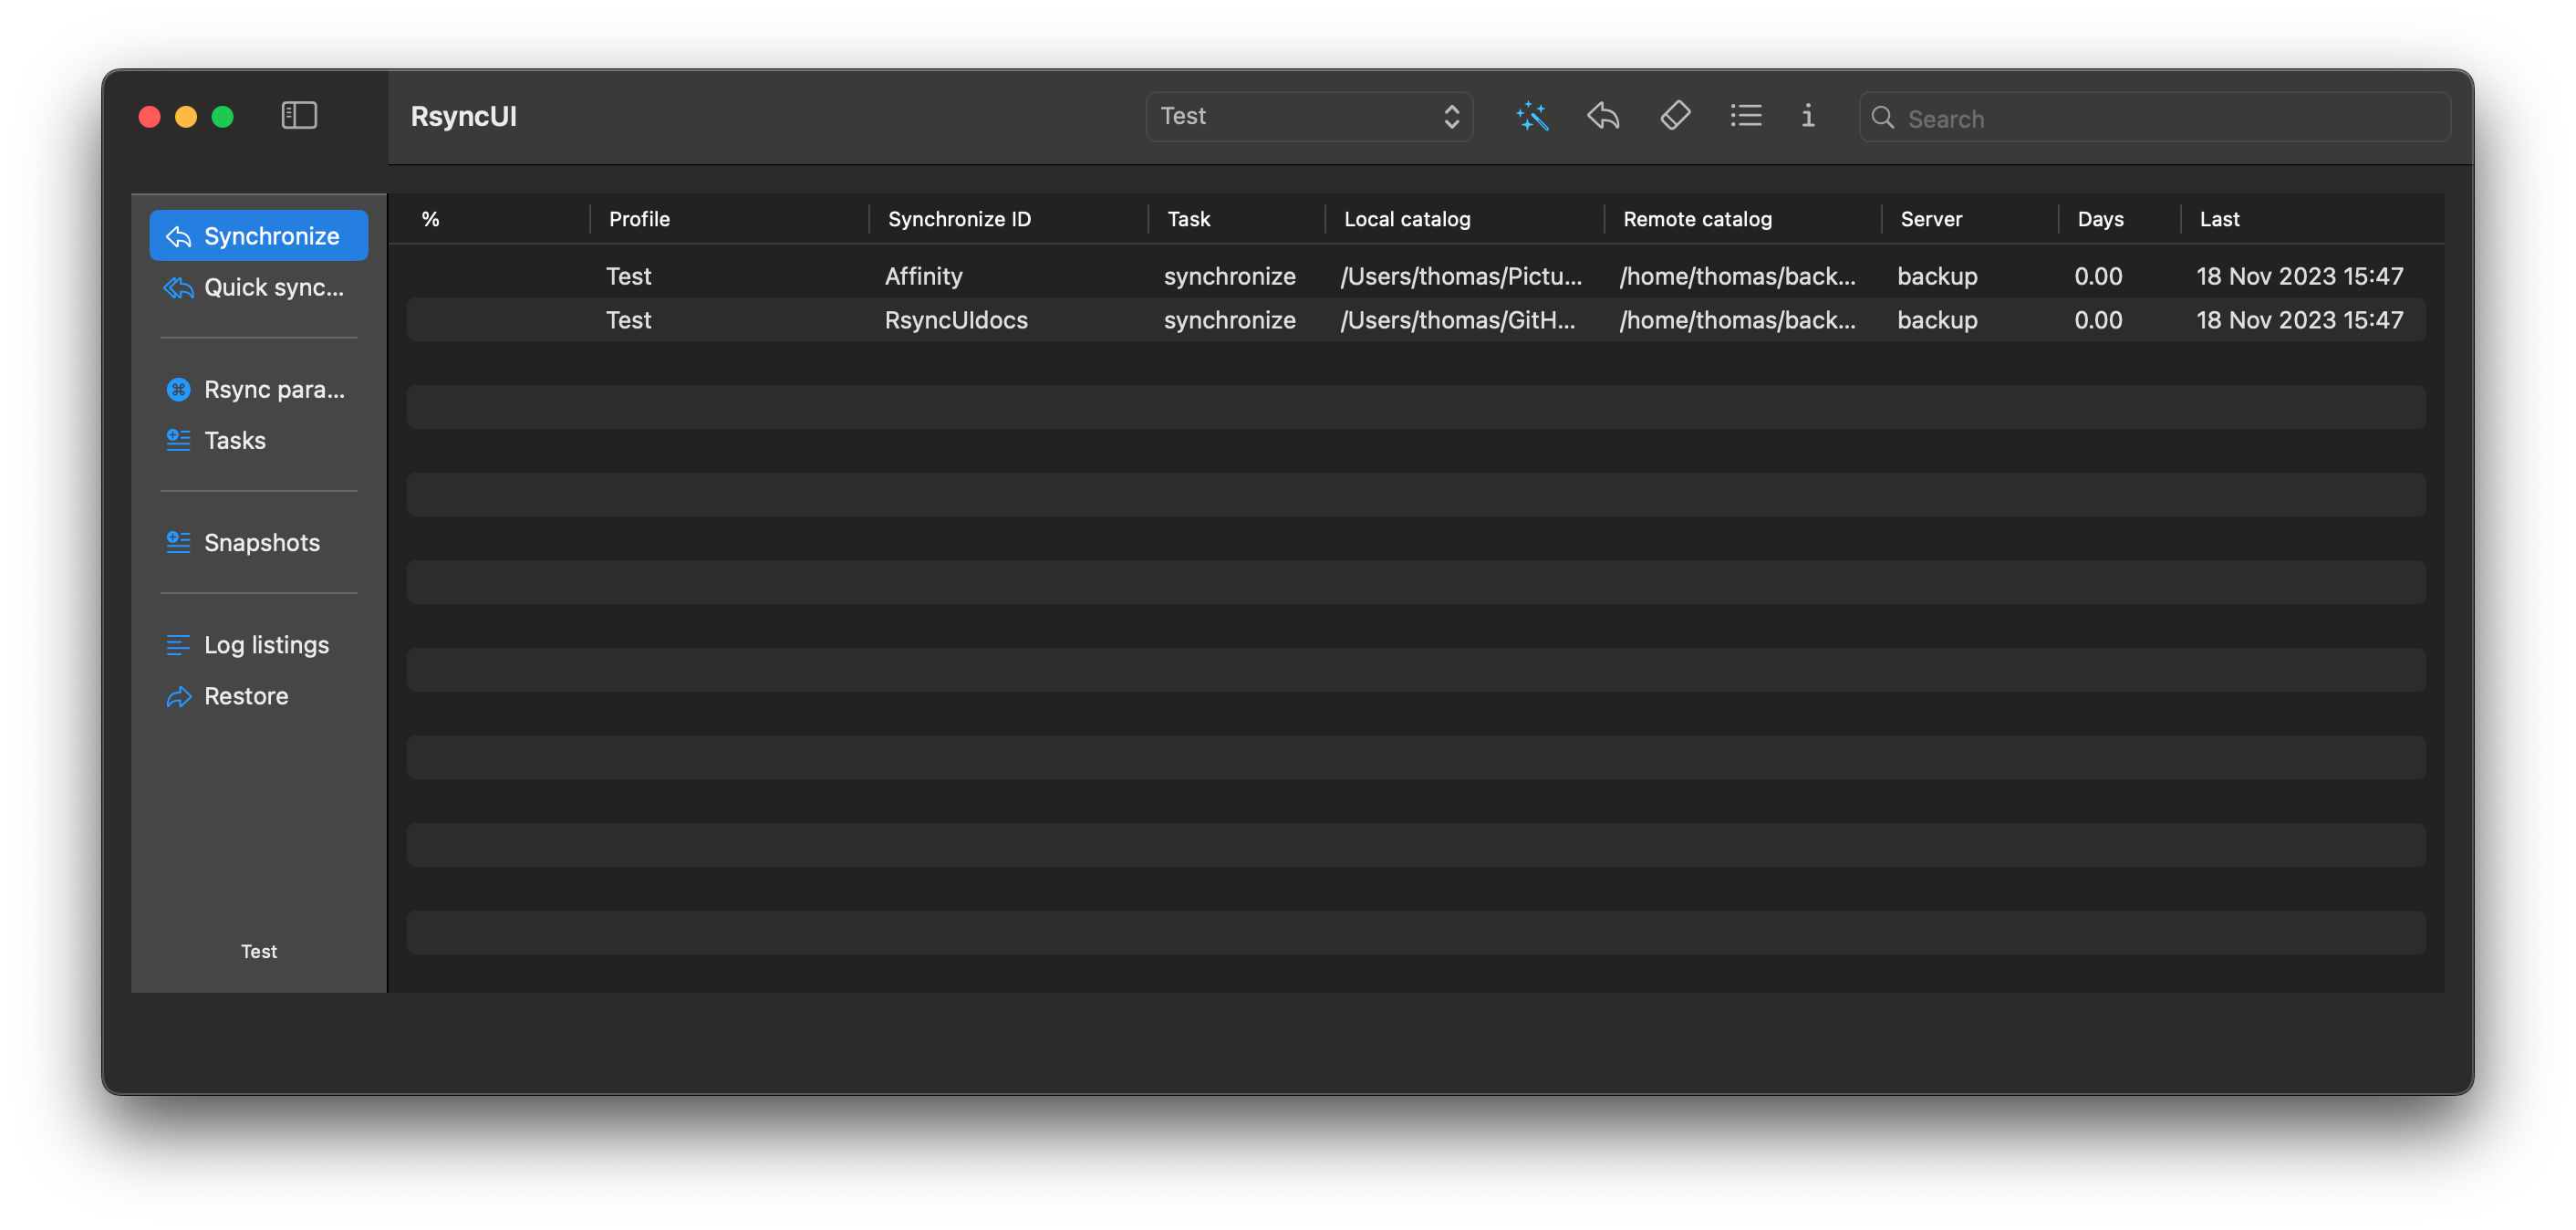 RsyncUI
Test
Search
Synchronize
Quick sync...
Rsync para...
Tasks
Snapshots
Log listings
Restore
Test
% Profile Synchronize ID Task Local catalog Remote catalog Server Days Last
Test Affinity synchronize /Users/thomas/Pictu... /home/thomas/back... backup 0.00 18 Nov 2023 15:47
Test RsyncUIdocs synchronize /Users/thomas/GitH... /home/thomas/back... backup 0.00 18 Nov 2023 15:47